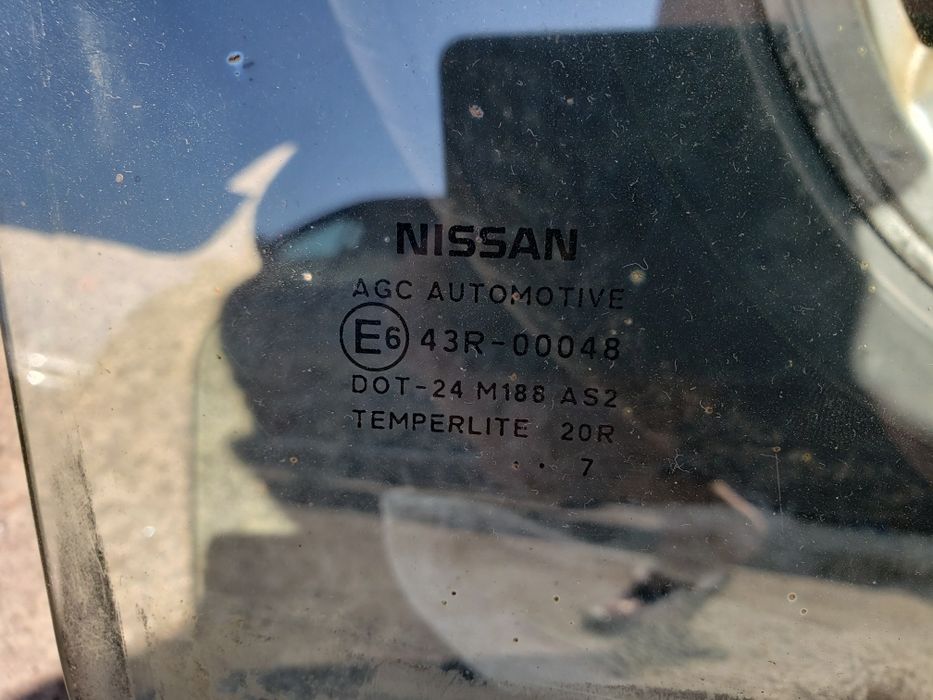 NISSAN
AGC AUTOMOTIVE
E6 43R-00048
DOT-24 M188 AS2
TEMPERLITE 20R
. . 7